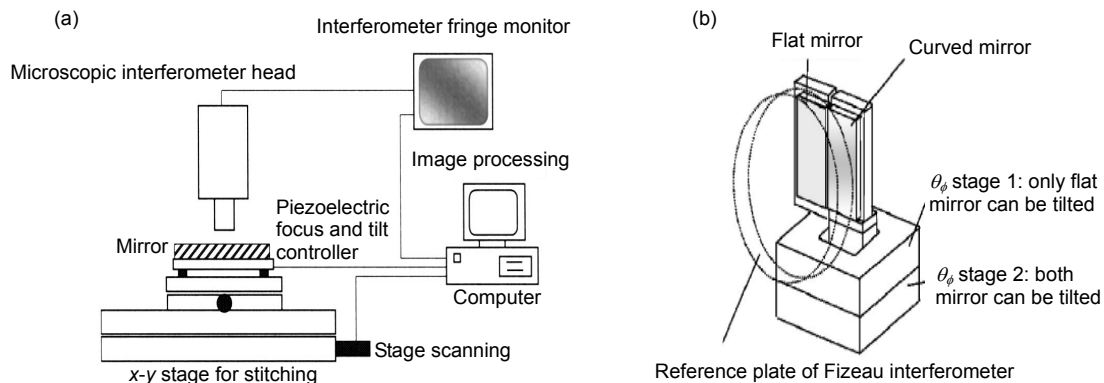 (a)
Interferometer fringe monitor
Microscopic interferometer head
Image processing
Piezoelectric
focus and tilt
controller
Mirror
Computer
Stage scanning
x-y stage for stitching
(b)
Flat mirror
Curved mirror
θϕ stage 1: only flat
mirror can be tilted
θϕ stage 2: both
mirror can be tilted
Reference plate of Fizeau interferometer